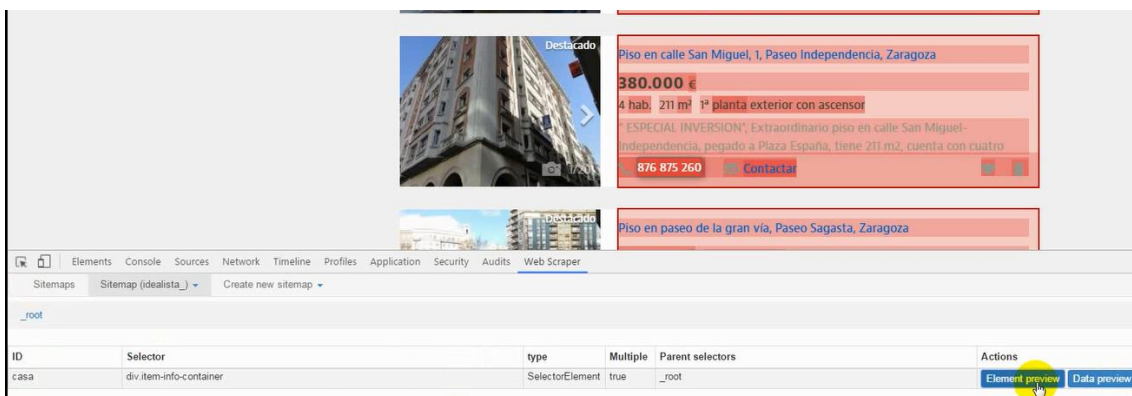 Destacado
Piso en calle San Miguel, 1, Paseo Independencia, Zaragoza
380.000 €
4 hab. 211 m² 1ª planta exterior con ascensor
" ESPECIAL INVERSION", Extraordinario piso en calle San Miguel-
Independencia, pegado a Plaza España, tiene 211 m2, cuenta con cuatro
876 875 260 Contactar
Destacado
Piso en paseo de la gran vía, Paseo Sagasta, Zaragoza
Elements Console Sources Network Timeline Profiles Application Security Audits Web Scraper
Sitemaps Sitemap (idealista_) Create new sitemap
_root
ID Selector type Multiple Parent selectors Actions
casa div.item-info-container SelectorElement true _root Element preview Data preview